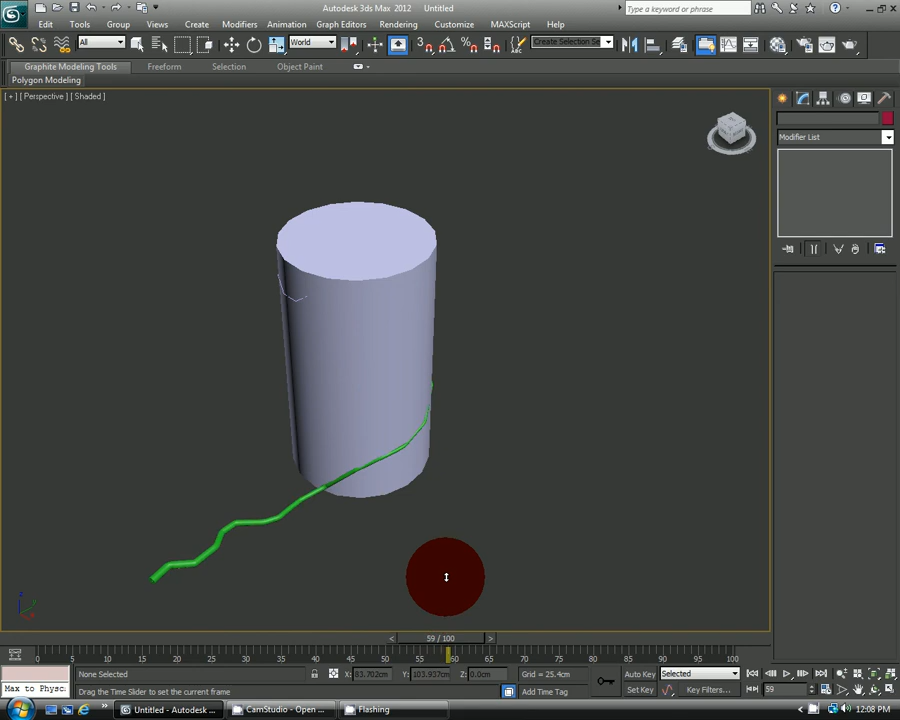 Autodesk 3ds Max 2012 Untitled
Type a keyword or phrase
Edit Tools Group Views Create Modifiers Animation Graph Editors Rendering Customize MAXScript Help
All World Create Selection Se
Graphite Modeling Tools Freeform Selection Object Paint
Polygon Modeling
[ + ] [ Perspective ] [ Shaded ]
Modifier List
< 59 / 100 >
0 5 10 15 20 25 30 35 40 45 50 55 60 65 70 75 80 85 90 95 100
None Selected X: 83.702cm Y: 103.937cm Z: 0.0cm Grid = 25.4cm Auto Key Selected
Max to Physc Drag the Time Slider to set the current frame Add Time Tag Set Key Key Filters... 59
Untitled - Autodesk ... CamStudio - Open ... Flashing 12:08 PM